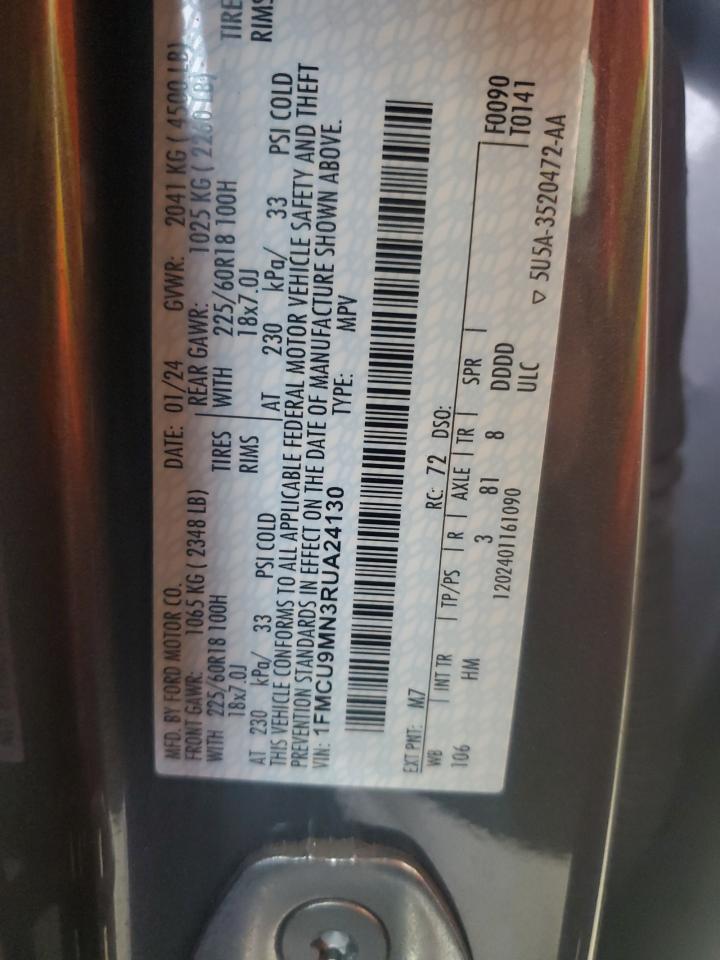 MFD. BY FORD MOTOR CO.
DATE: 01/24 GVWR: 2041 KG ( 4500 LB)
FRONT GAWR: 1065 KG ( 2348 LB)
REAR GAWR: 1025 KG ( 2260 LB)
WITH 225/60R18 100H
TIRES
WITH 225/60R18 100H
TIRE
18x7.0J
RIMS
18x7.0J
RIMS
AT 230 kPa/ 33 PSI COLD
AT 230 kPa/ 33 PSI COLD
THIS VEHICLE CONFORMS TO ALL APPLICABLE FEDERAL MOTOR VEHICLE SAFETY AND THEFT
PREVENTION STANDARDS IN EFFECT ON THE DATE OF MANUFACTURE SHOWN ABOVE.
VIN: 1FMCU9MN3RUA24130 TYPE: MPV
EXT PNT: M7 RC: 72 DSO: F0090
WB INT TR TP/PS R AXLE TR SPR T0141
106 HM 3 81 8 DDDD
ULC
1202401161090 ▽ 5U5A-3520472-AA